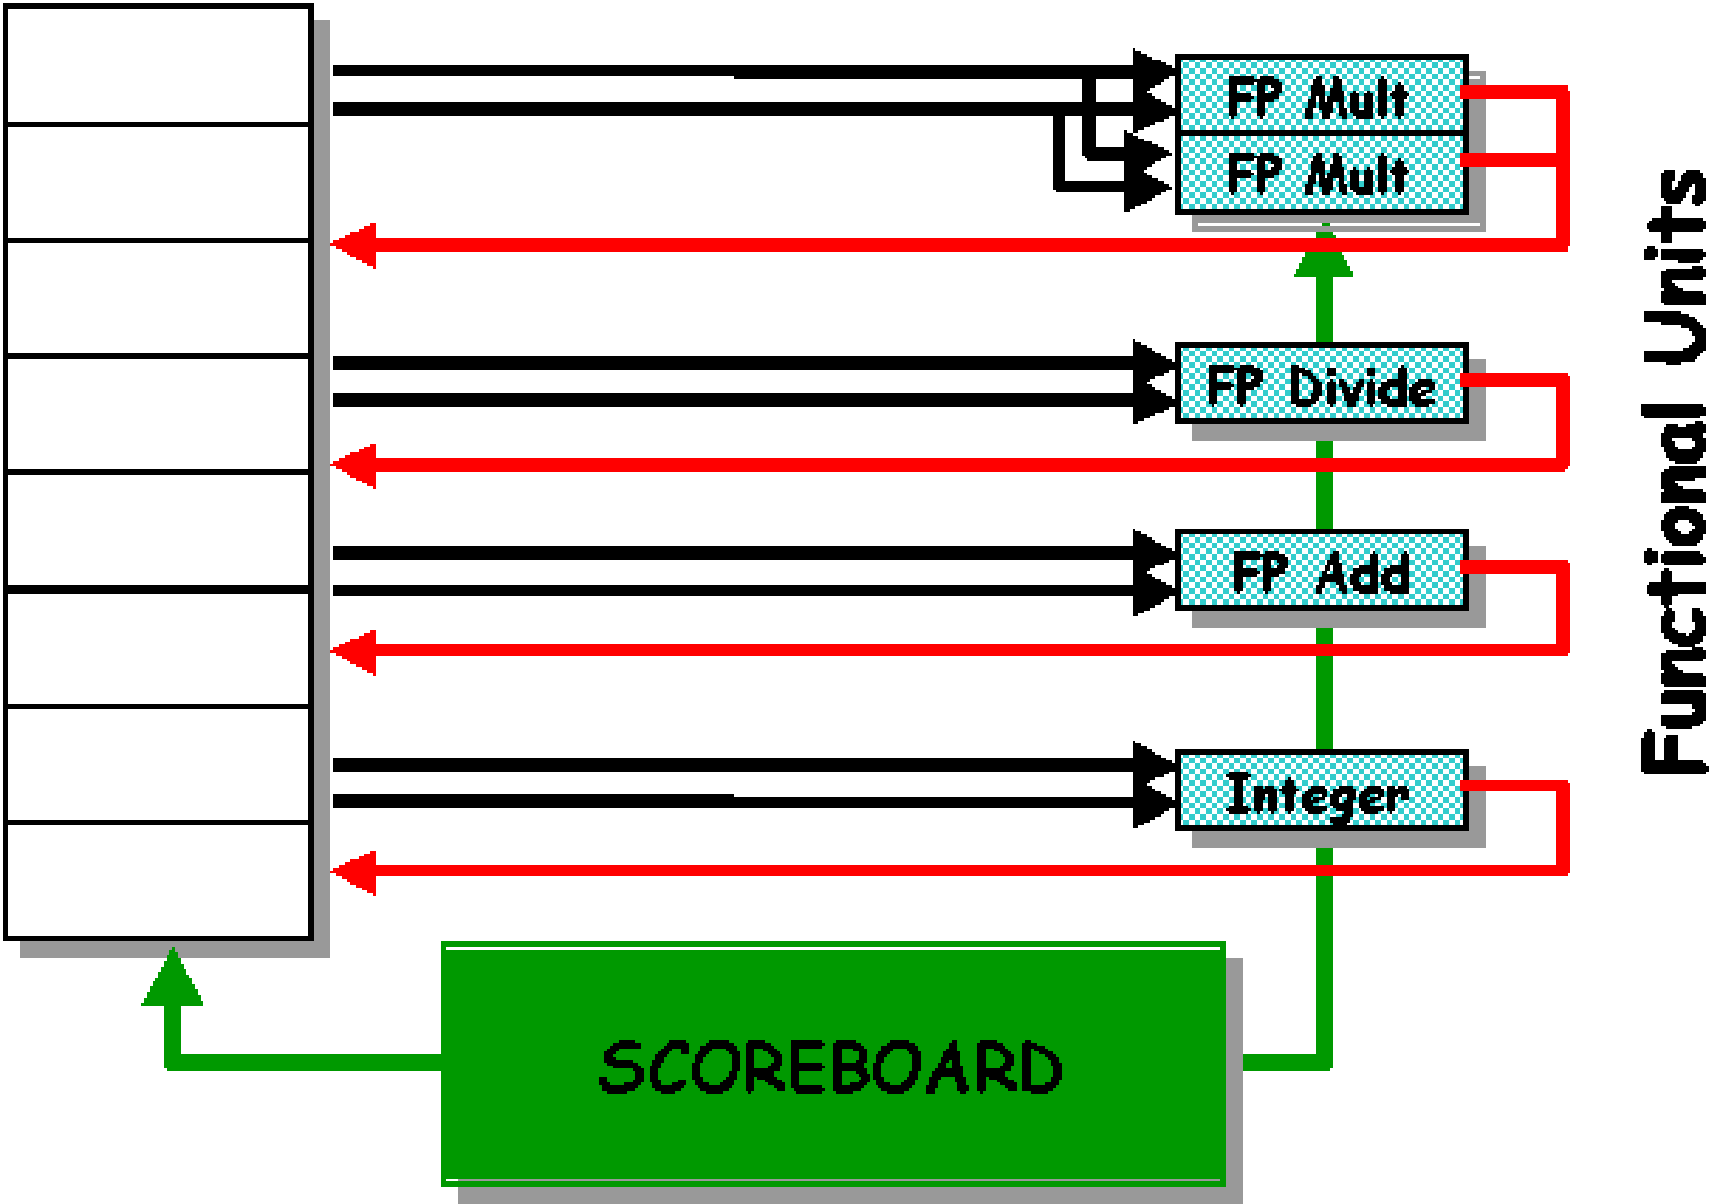 FP Mult
FP Mult
FP Divide
FP Add
Integer
Functional Units
SCOREBOARD